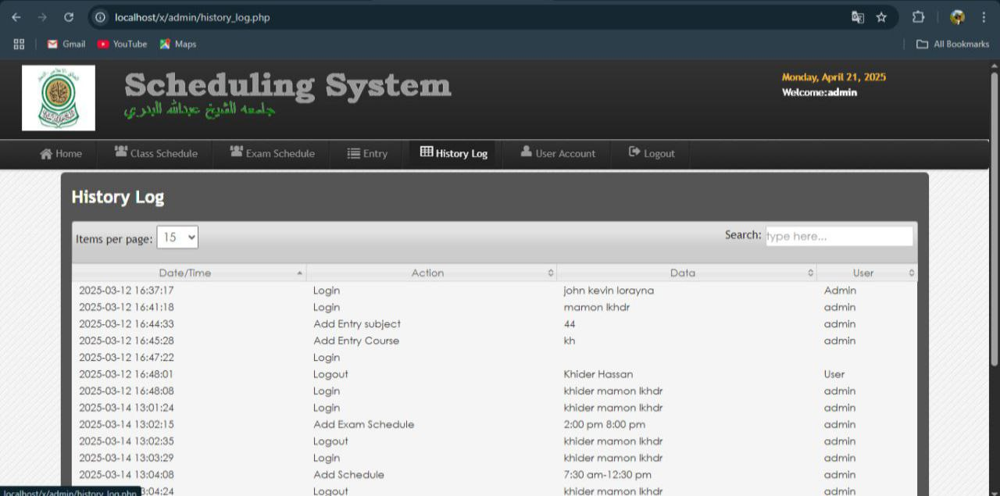 localhost/x/admin/history_log.php
Gmail YouTube Maps All Bookmarks
Scheduling System
جامعه الشيخ عبدالله البدري
Monday, April 21, 2025
Welcome:admin
Home Class Schedule Exam Schedule Entry History Log User Account Logout
History Log
Items per page: 15 Search: type here...
Date/Time Action Data User
2025-03-12 16:37:17 Login john kevin lorayna Admin
2025-03-12 16:41:18 Login mamon lkhdr admin
2025-03-12 16:44:33 Add Entry subject 44 admin
2025-03-12 16:45:28 Add Entry Course kh admin
2025-03-12 16:47:22 Login
2025-03-12 16:48:01 Logout Khider Hassan User
2025-03-12 16:48:08 Login khider mamon lkhdr admin
2025-03-14 13:01:24 Login khider mamon lkhdr admin
2025-03-14 13:02:15 Add Exam Schedule 2:00 pm 8:00 pm admin
2025-03-14 13:02:35 Logout khider mamon lkhdr admin
2025-03-14 13:03:29 Login khider mamon lkhdr admin
2025-03-14 13:04:08 Add Schedule 7:30 am-12:30 pm admin
3:04:24 Logout khider mamon lkhdr admin
localhost/x/admin/history_log.php